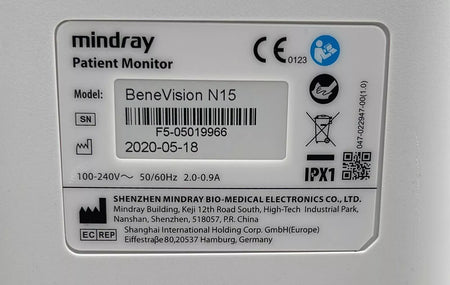 mindray
Patient Monitor
CE 0123
Model: BeneVision N15
SN F5-05019966
2020-05-18
100-240V~ 50/60Hz 2.0-0.9A
IPX1
047-022947-00(1.0)
SHENZHEN MINDRAY BIO-MEDICAL ELECTRONICS CO., LTD.
Mindray Building, Keji 12th Road South, High-Tech Industrial Park,
Nanshan, Shenzhen, 518057, P.R. China
EC REP Shanghai International Holding Corp. GmbH(Europe)
Eiffestraße80,20537 Hamburg, Germany